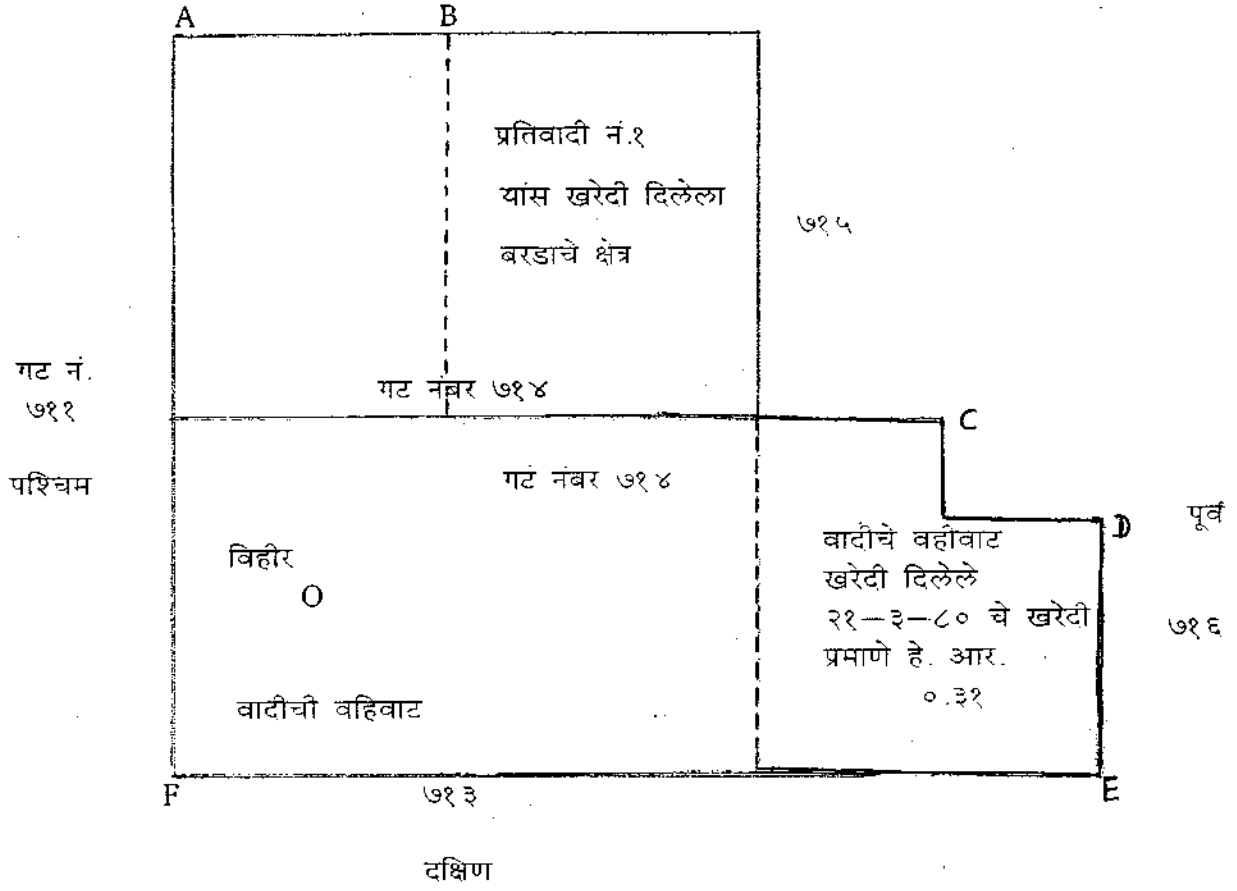 A B
प्रतिवादी नं.१
यांस खरेदी दिलेला
बरडाचे क्षेत्र
७१५
गट नं.
७११
गट नंबर ७१४
C
पश्चिम
गटं नंबर ७१४
पूर्व
D
विहीर
O
वादीचे वहीवाट
खरेदी दिलेले
२१-३-८० चे खरेदी
प्रमाणे हे. आर.
०.३१
७१६
वादीची वहिवाट
F
७१३
E
दक्षिण